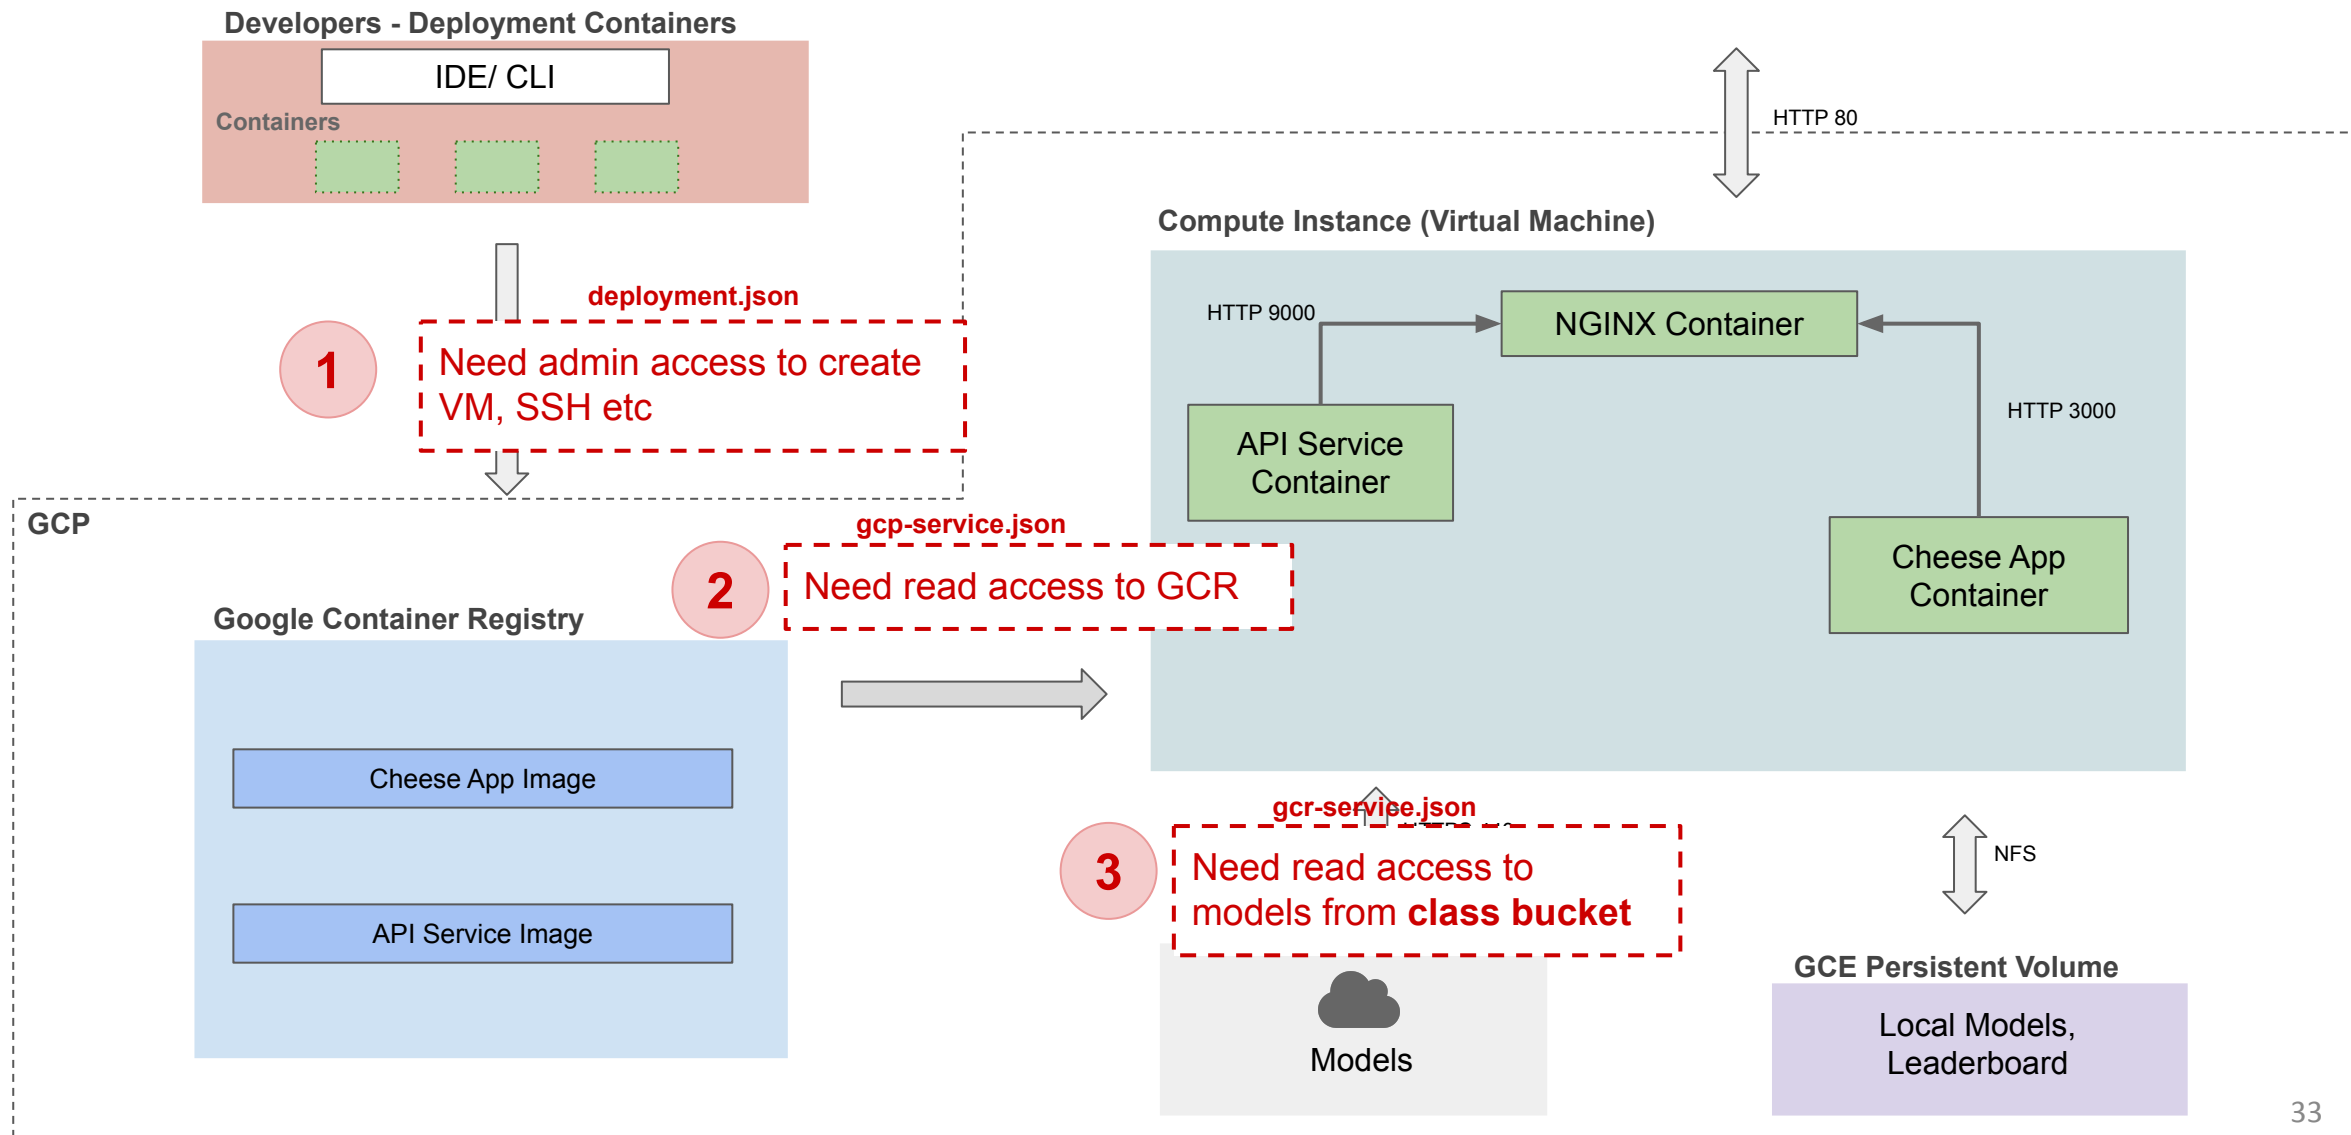 Developers - Deployment Containers
IDE/ CLI
Containers
HTTP 80
Compute Instance (Virtual Machine)
deployment.json
1
Need admin access to create
VM, SSH etc
HTTP 9000
NGINX Container
HTTP 3000
API Service
Container
Cheese App
Container
GCP
gcp-service.json
2
Need read access to GCR
Google Container Registry
Cheese App Image
API Service Image
gcr-service.json
3
Need read access to
models from class bucket
Models
NFS
GCE Persistent Volume
Local Models,
Leaderboard
33